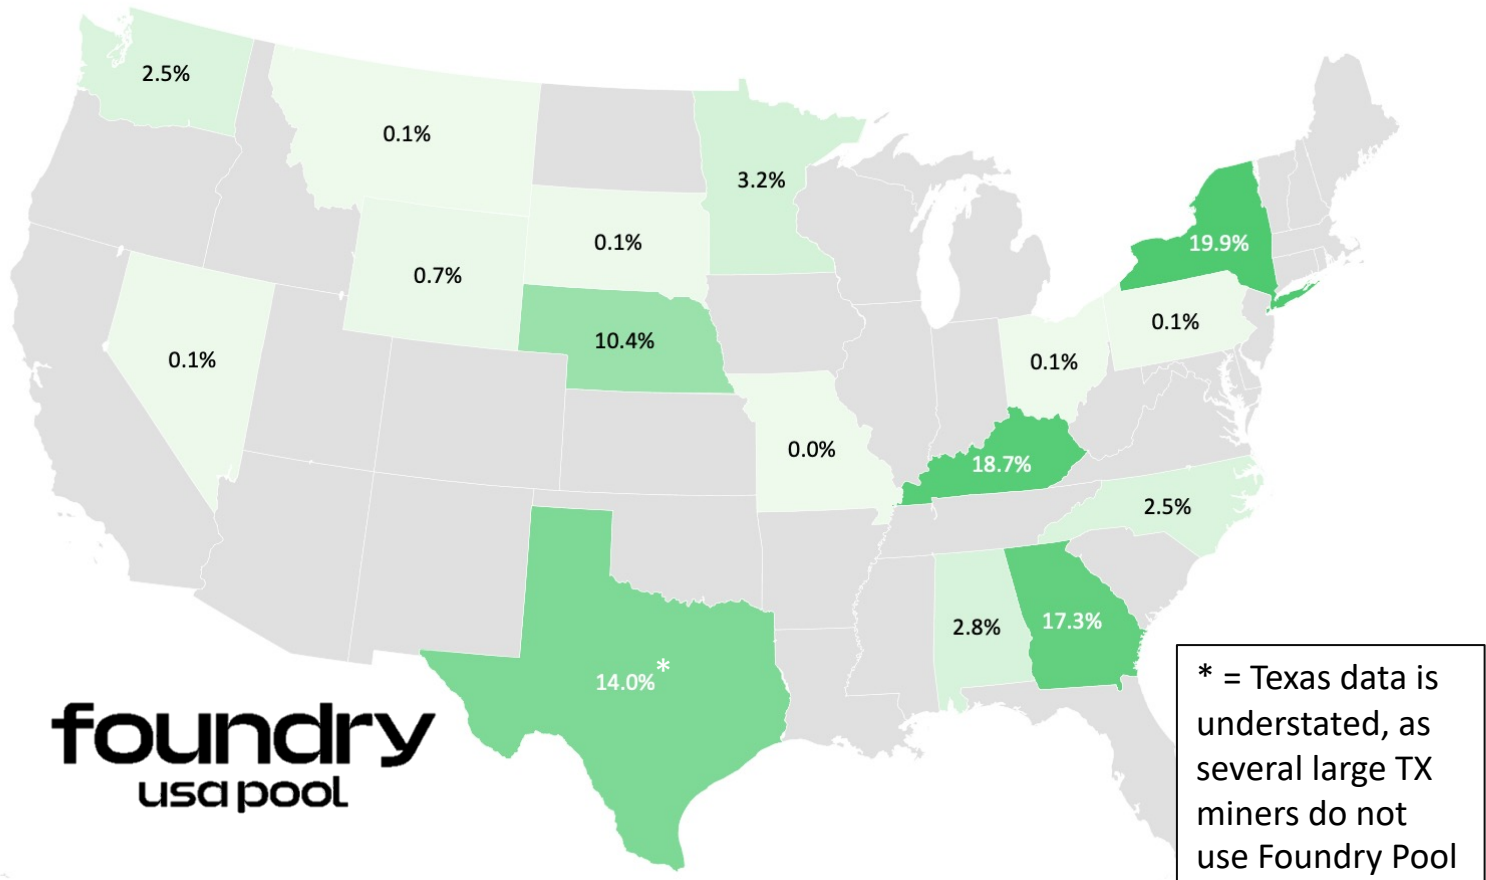 2.5%
0.1%
3.2%
0.1%
19.9%
0.7%
0.1%
10.4%
0.1%
0.1%
0.0%
18.7%
2.5%
2.8%
17.3%
14.0%*
foundry
usa pool
* = Texas data is
understated, as
several large TX
miners do not
use Foundry Pool